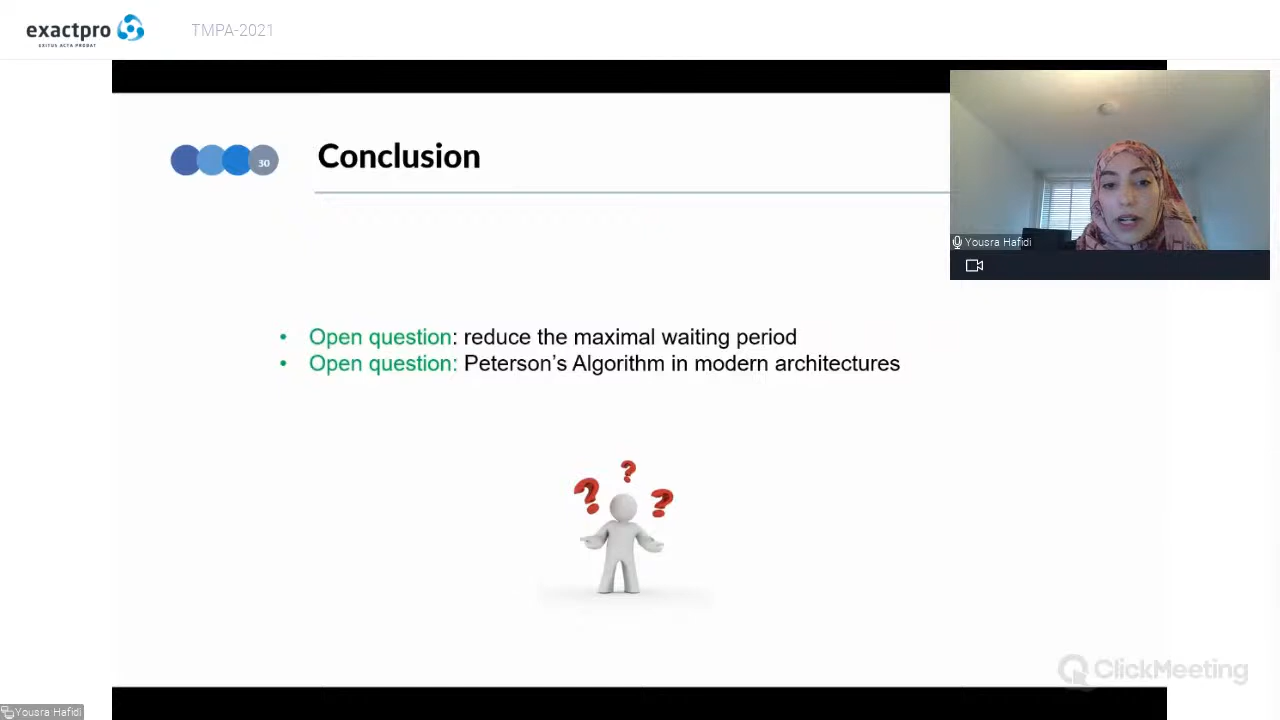 exactpro
EXITUS ACTA PROBAT
TMPA-2021
30
Conclusion
Yousra Hafidi
• Open question: reduce the maximal waiting period
• Open question: Peterson's Algorithm in modern architectures
? ? ?
ClickMeeting
Yousra Hafidi